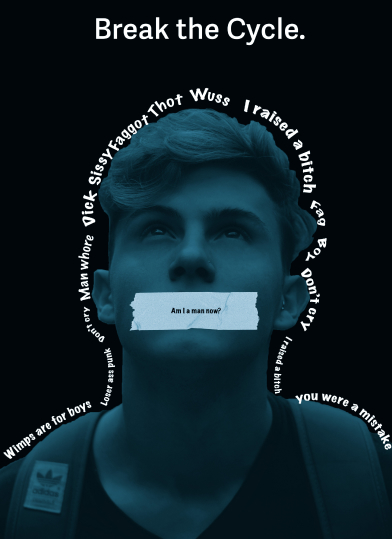 Break the Cycle.
Wimps are for boys
Loser ass punk
Don't cry
Man whore
Dick
Sissy
Faggot
Thot
Wuss
I raised a bitch
Fag
Boy
Don't cry
I raised a bitch
you were a mistake
Am I a man now?
adidas